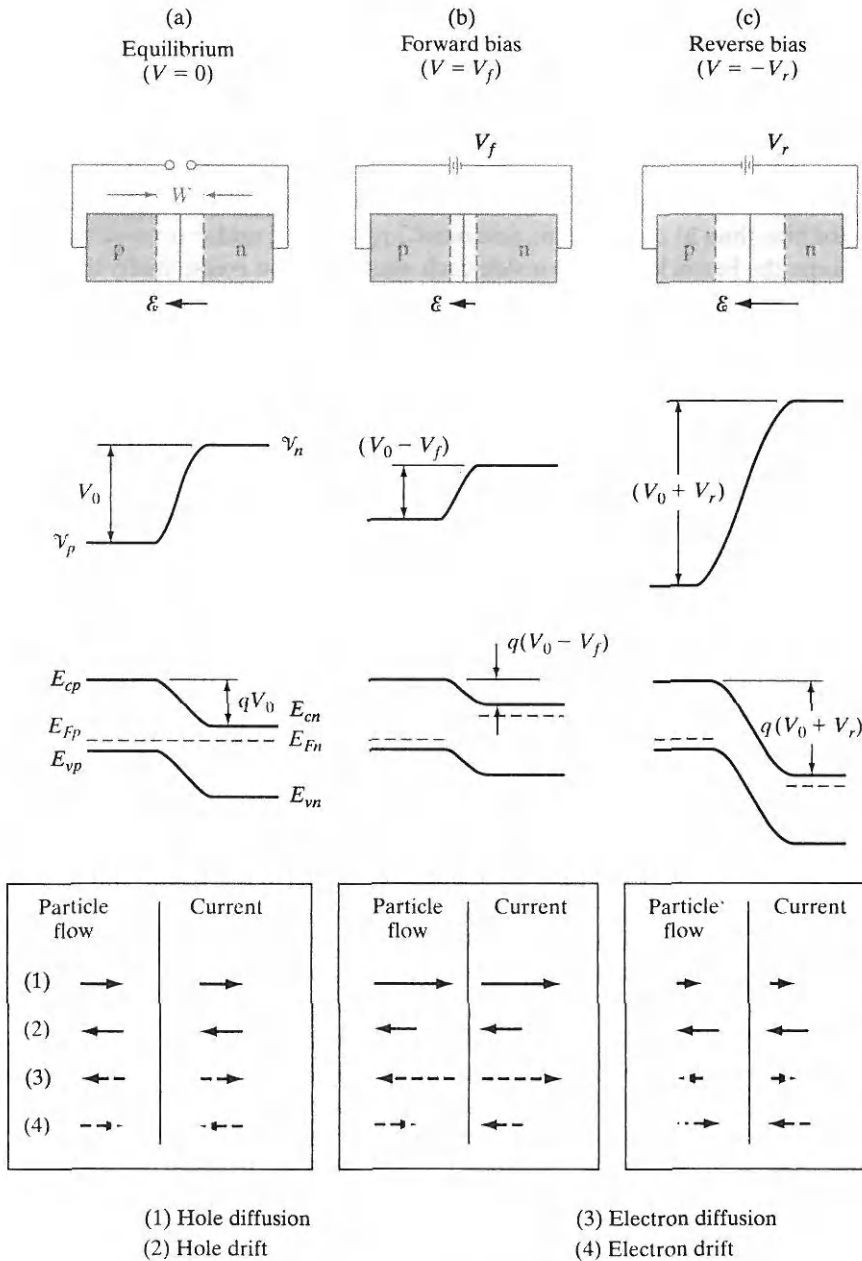 (a)
Equilibrium
(V = 0)
(b)
Forward bias
(V = V_f)
(c)
Reverse bias
(V = −V_r)
W
p
n
ℰ
V_f
p
n
ℰ
V_r
p
n
ℰ
𝒱_n
V_0
𝒱_p
(V_0 − V_f)
(V_0 + V_r)
E_cp
qV_0
E_cn
E_Fp
E_Fn
E_vp
E_vn
q(V_0 − V_f)
q(V_0 + V_r)
Particle flow
Current
(1)
(2)
(3)
(4)
Particle flow
Current
Particle flow
Current
(1) Hole diffusion
(2) Hole drift
(3) Electron diffusion
(4) Electron drift